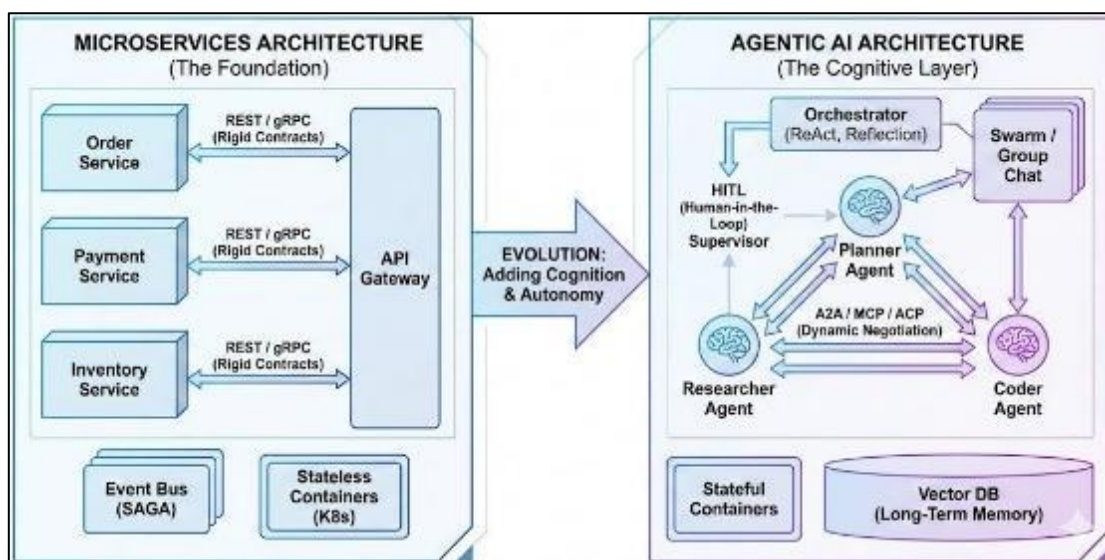 MICROSERVICES ARCHITECTURE
(The Foundation)
Order
Service
REST / gRPC
(Rigid Contracts)
Payment
Service
REST / gRPC
(Rigid Contracts)
Inventory
Service
REST / gRPC
(Rigid Contracts)
API
Gateway
Event Bus
(SAGA)
Stateless
Containers
(K8s)
EVOLUTION:
Adding Cognition
& Autonomy
AGENTIC AI ARCHITECTURE
(The Cognitive Layer)
Orchestrator
(ReAct, Reflection)
Swarm /
Group
Chat
HITL
(Human-in-the-
Loop)
Supervisor
Planner
Agent
A2A / MCP / ACP
(Dynamic Negotiation)
Researcher
Agent
Coder
Agent
Stateful
Containers
Vector DB
(Long-Term Memory)